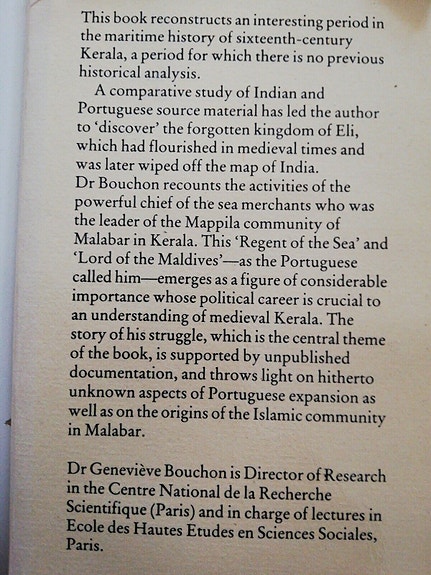 This book reconstructs an interesting period in
the maritime history of sixteenth-century
Kerala, a period for which there is no previous
historical analysis.
A comparative study of Indian and
Portuguese source material has led the author
to ‘discover’ the forgotten kingdom of Eli,
which had flourished in medieval times and
was later wiped off the map of India.
Dr Bouchon recounts the activities of the
powerful chief of the sea merchants who was
the leader of the Mappila community of
Malabar in Kerala. This ‘Regent of the Sea’ and
‘Lord of the Maldives’—as the Portuguese
called him—emerges as a figure of considerable
importance whose political career is crucial to
an understanding of medieval Kerala. The
story of his struggle, which is the central theme
of the book, is supported by unpublished
documentation, and throws light on hitherto
unknown aspects of Portuguese expansion as
well as on the origins of the Islamic community
in Malabar.
Dr Geneviève Bouchon is Director of Research
in the Centre National de la Recherche
Scientifique (Paris) and in charge of lectures in
Ecole des Hautes Etudes en Sciences Sociales,
Paris.